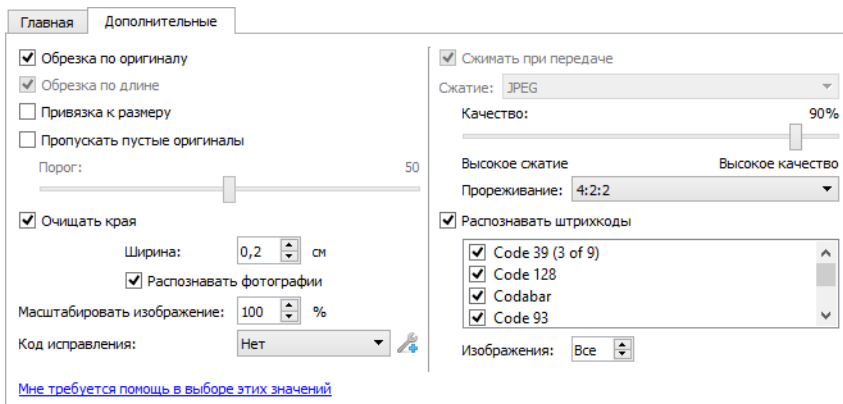 Главная
Дополнительные
Обрезка по оригиналу
Обрезка по длине
Привязка к размеру
Пропускать пустые оригиналы
Порог: 50
Очищать края
Ширина: 0,2 см
Распознавать фотографии
Масштабировать изображение: 100 %
Код исправления: Нет
Мне требуется помощь в выборе этих значений
Сжимать при передаче
Сжатие: JPEG
Качество: 90%
Высокое сжатие Высокое качество
Прореживание: 4:2:2
Распознавать штрихкоды
Code 39 (3 of 9)
Code 128
Codabar
Code 93
Изображения: Все